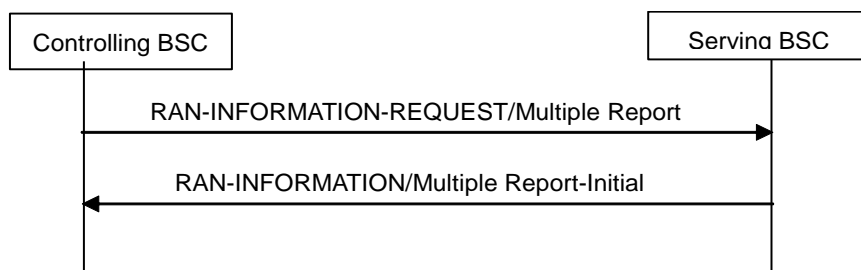 Controlling BSC
Serving BSC
RAN-INFORMATION-REQUEST/Multiple Report
RAN-INFORMATION/Multiple Report-Initial